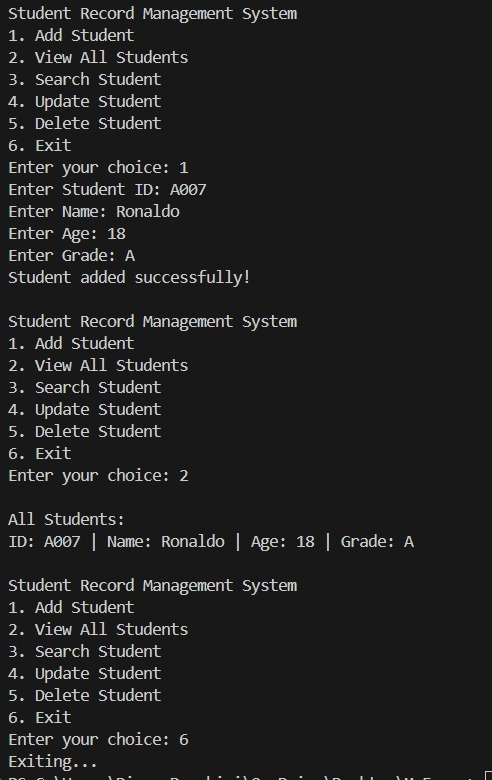 Student Record Management System
1. Add Student
2. View All Students
3. Search Student
4. Update Student
5. Delete Student
6. Exit
Enter your choice: 1
Enter Student ID: A007
Enter Name: Ronaldo
Enter Age: 18
Enter Grade: A
Student added successfully!

Student Record Management System
1. Add Student
2. View All Students
3. Search Student
4. Update Student
5. Delete Student
6. Exit
Enter your choice: 2

All Students:
ID: A007 | Name: Ronaldo | Age: 18 | Grade: A

Student Record Management System
1. Add Student
2. View All Students
3. Search Student
4. Update Student
5. Delete Student
6. Exit
Enter your choice: 6
Exiting...